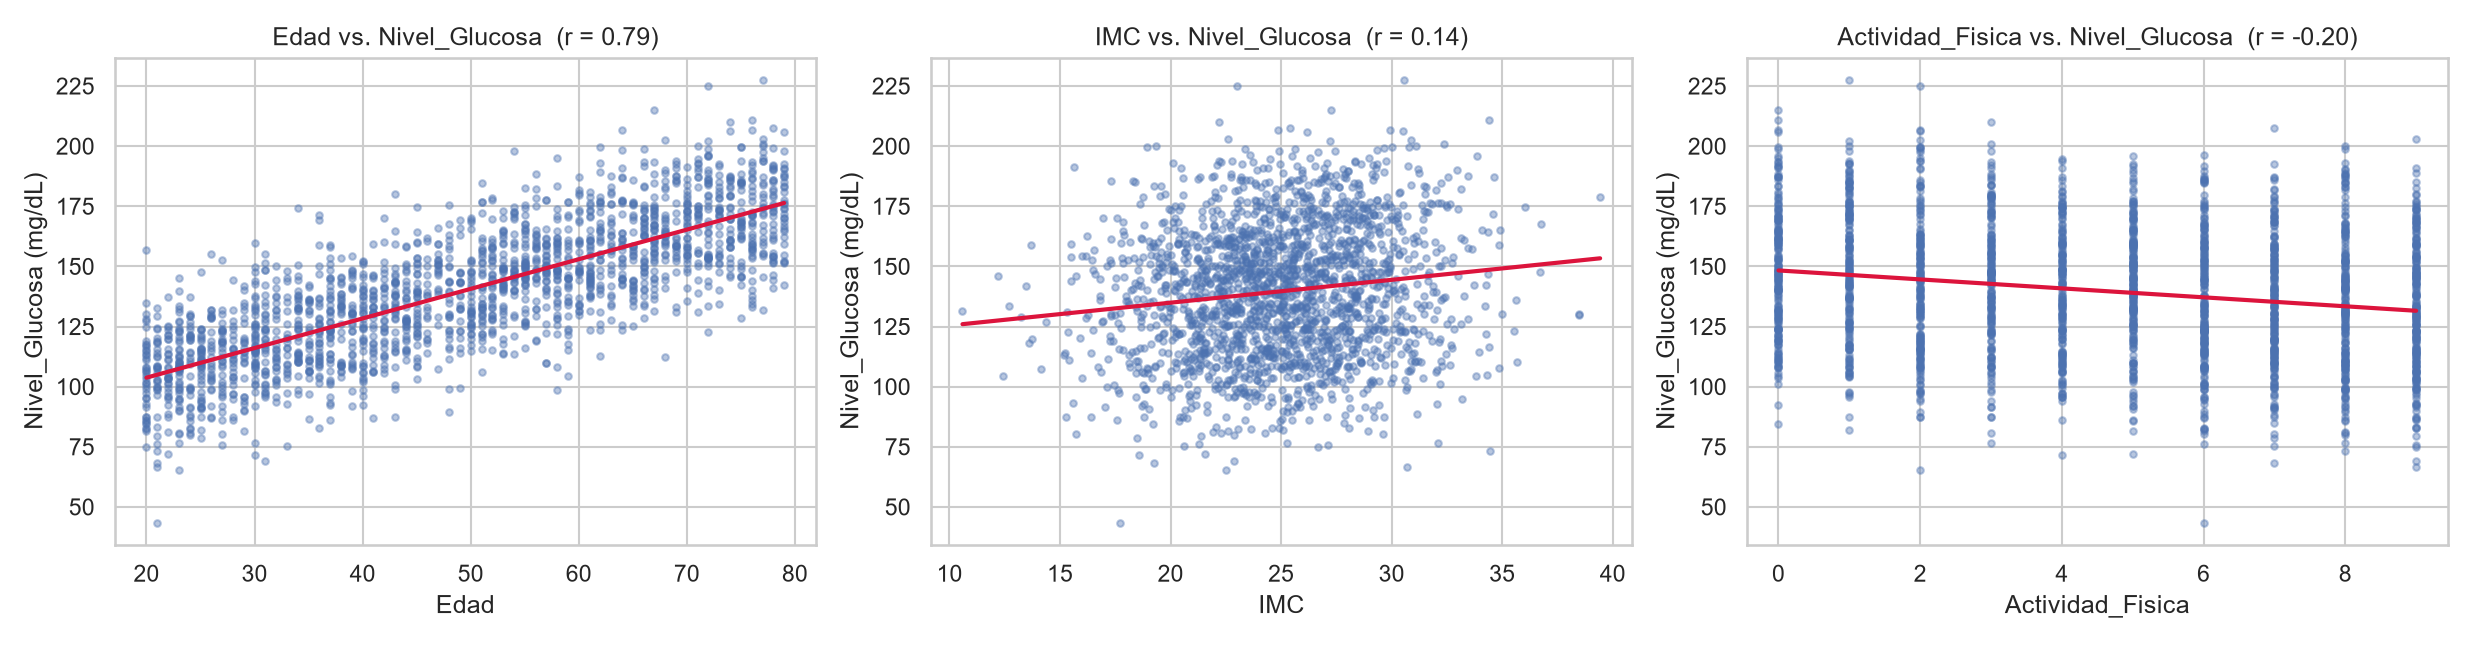 Edad vs. Nivel_Glucosa (r = 0.79)
Nivel_Glucosa (mg/dL)
225
200
175
150
125
100
75
50
20 30 40 50 60 70 80
Edad
IMC vs. Nivel_Glucosa (r = 0.14)
Nivel_Glucosa (mg/dL)
225
200
175
150
125
100
75
50
10 15 20 25 30 35 40
IMC
Actividad_Fisica vs. Nivel_Glucosa (r = -0.20)
Nivel_Glucosa (mg/dL)
225
200
175
150
125
100
75
50
0 2 4 6 8
Actividad_Fisica